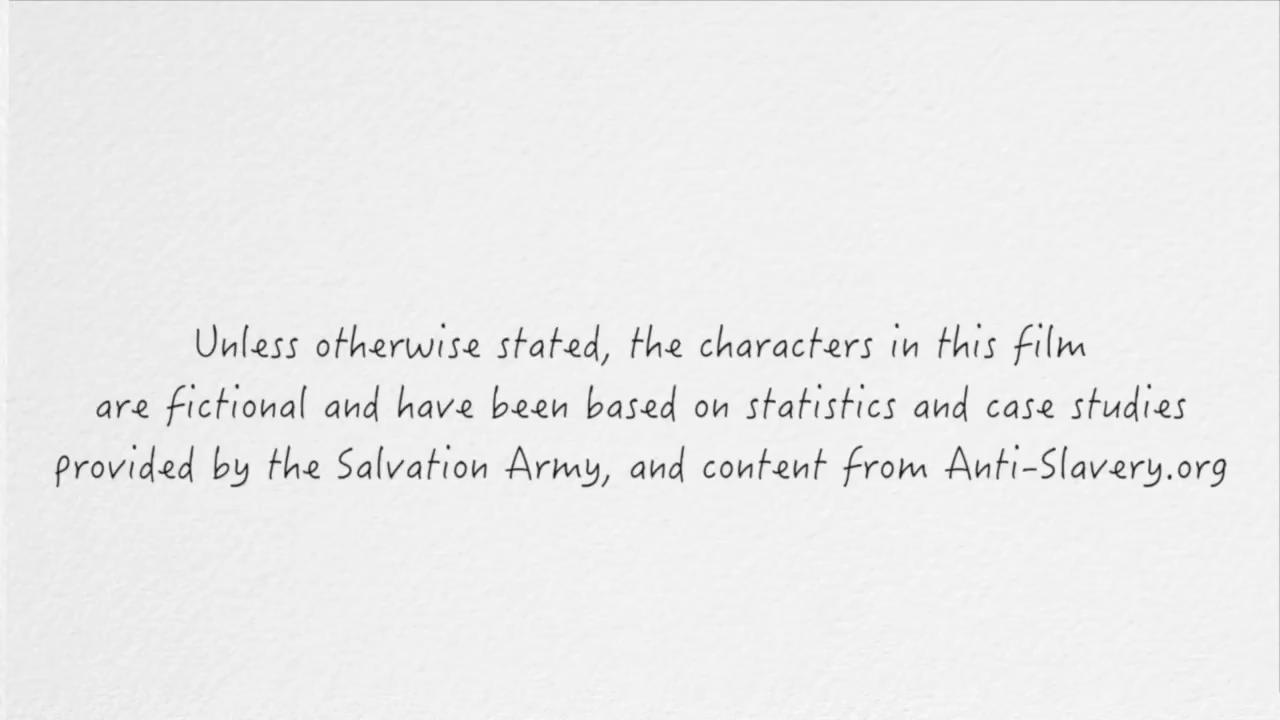 Unless otherwise stated, the characters in this film
are fictional and have been based on statistics and case studies
provided by the Salvation Army, and content from Anti-Slavery.org